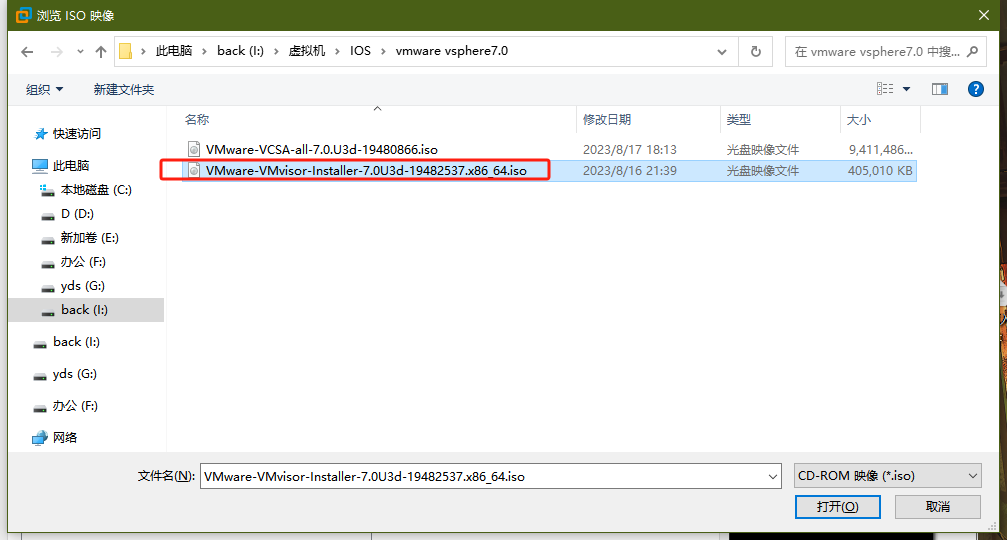 浏览 ISO 映像
此电脑 › back (I:) › 虚拟机 › IOS › vmware vsphere7.0
在 vmware vsphere7.0 中搜...
组织
新建文件夹
名称 修改日期 类型 大小
快速访问
此电脑
本地磁盘 (C:)
D (D:)
新加卷 (E:)
办公 (F:)
yds (G:)
back (I:)
back (I:)
yds (G:)
办公 (F:)
网络
VMware-VCSA-all-7.0.U3d-19480866.iso 2023/8/17 18:13 光盘映像文件 9,411,486...
VMware-VMvisor-Installer-7.0U3d-19482537.x86_64.iso 2023/8/16 21:39 光盘映像文件 405,010 KB
文件名(N): VMware-VMvisor-Installer-7.0U3d-19482537.x86_64.iso
CD-ROM 映像 (*.iso)
打开(O) 取消